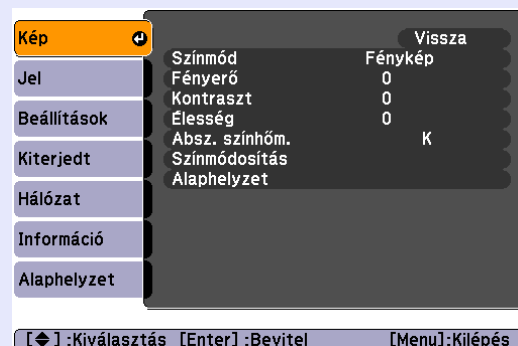 Kép
Jel
Beállítások
Kiterjedt
Hálózat
Információ
Alaphelyzet
Vissza
Színmód Fénykép
Fényerő 0
Kontraszt 0
Élesség 0
Absz. színhőm. K
Színmódosítás
Alaphelyzet
[◆] :Kiválasztás [Enter] :Bevitel [Menu]:Kilépés